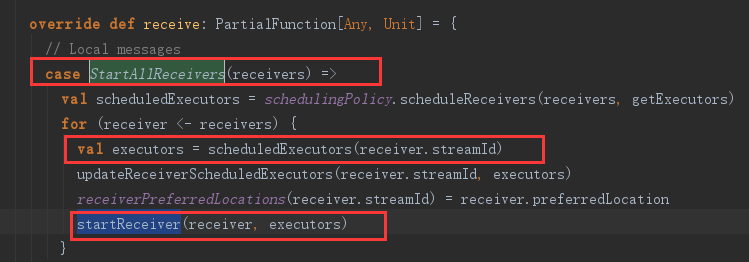 override def receive: PartialFunction[Any, Unit] = {
// Local messages
case StartAllReceivers(receivers) =>
val scheduledExecutors = schedulingPolicy.scheduleReceivers(receivers, getExecutors)
for (receiver <- receivers) {
val executors = scheduledExecutors(receiver.streamId)
updateReceiverScheduledExecutors(receiver.streamId, executors)
receiverPreferredLocations(receiver.streamId) = receiver.preferredLocation
startReceiver(receiver, executors)
}